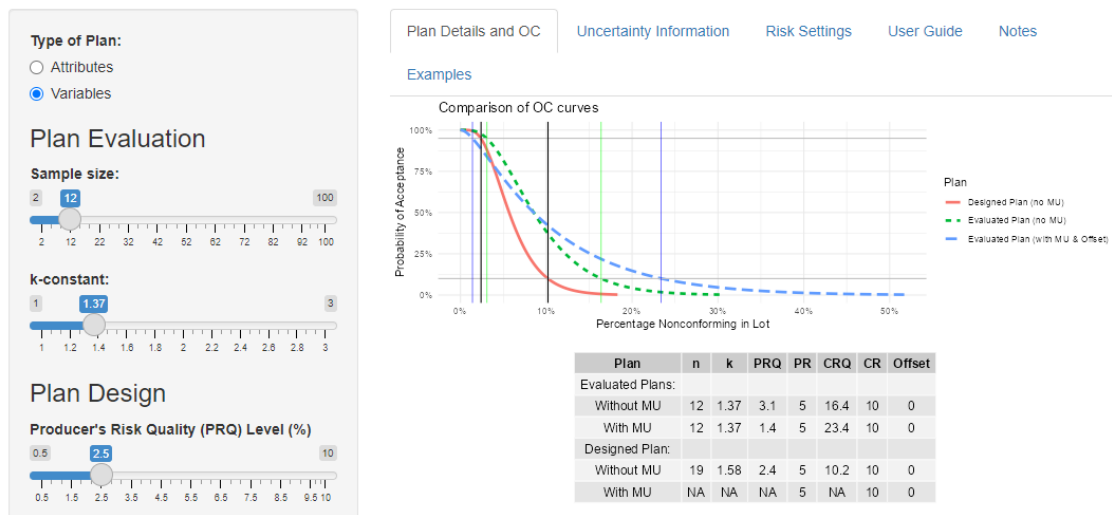 Type of Plan:
Attributes
Variables
Plan Evaluation
Sample size:
2 12 100
2 12 22 32 42 52 62 72 82 92 100
k-constant:
1 1.37 3
1 1.2 1.4 1.6 1.8 2 2.2 2.4 2.6 2.8 3
Plan Design
Producer's Risk Quality (PRQ) Level (%)
0.5 2.5 10
0.5 1.5 2.5 3.5 4.5 5.5 6.5 7.5 8.5 9.5 10
Plan Details and OC Uncertainty Information Risk Settings User Guide Notes
Examples
Comparison of OC curves
Probability of Acceptance
100%
75%
50%
25%
0%
0% 10% 20% 30% 40% 50%
Percentage Nonconforming in Lot
Plan
Designed Plan (no MU)
Evaluated Plan (no MU)
Evaluated Plan (with MU & Offset)
Plan n k PRQ PR CRQ CR Offset
Evaluated Plans:
Without MU 12 1.37 3.1 5 16.4 10 0
With MU 12 1.37 1.4 5 23.4 10 0
Designed Plan:
Without MU 19 1.58 2.4 5 10.2 10 0
With MU NA NA NA 5 NA 10 0